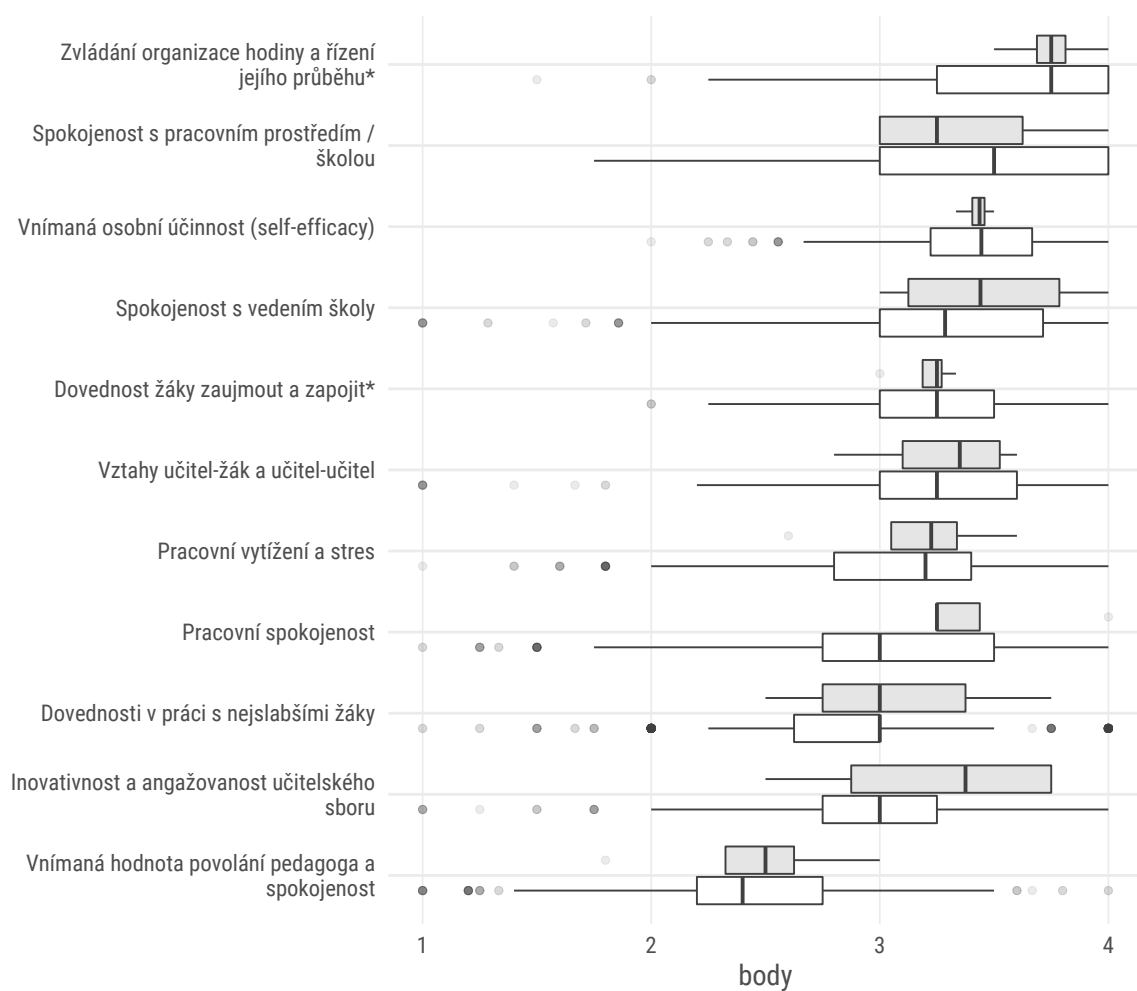 Zvládání organizace hodiny a řízení
jejího průběhu*
Spokojenost s pracovním prostředím /
školou
Vnímaná osobní účinnost (self-efficacy)
Spokojenost s vedením školy
Dovednost žáky zaujmout a zapojit*
Vztahy učitel-žák a učitel-učitel
Pracovní vytížení a stres
Pracovní spokojenost
Dovednosti v práci s nejslabšími žáky
Inovativnost a angažovanost učitelského
sboru
Vnímaná hodnota povolání pedagoga a
spokojenost
1 2 3 4
body